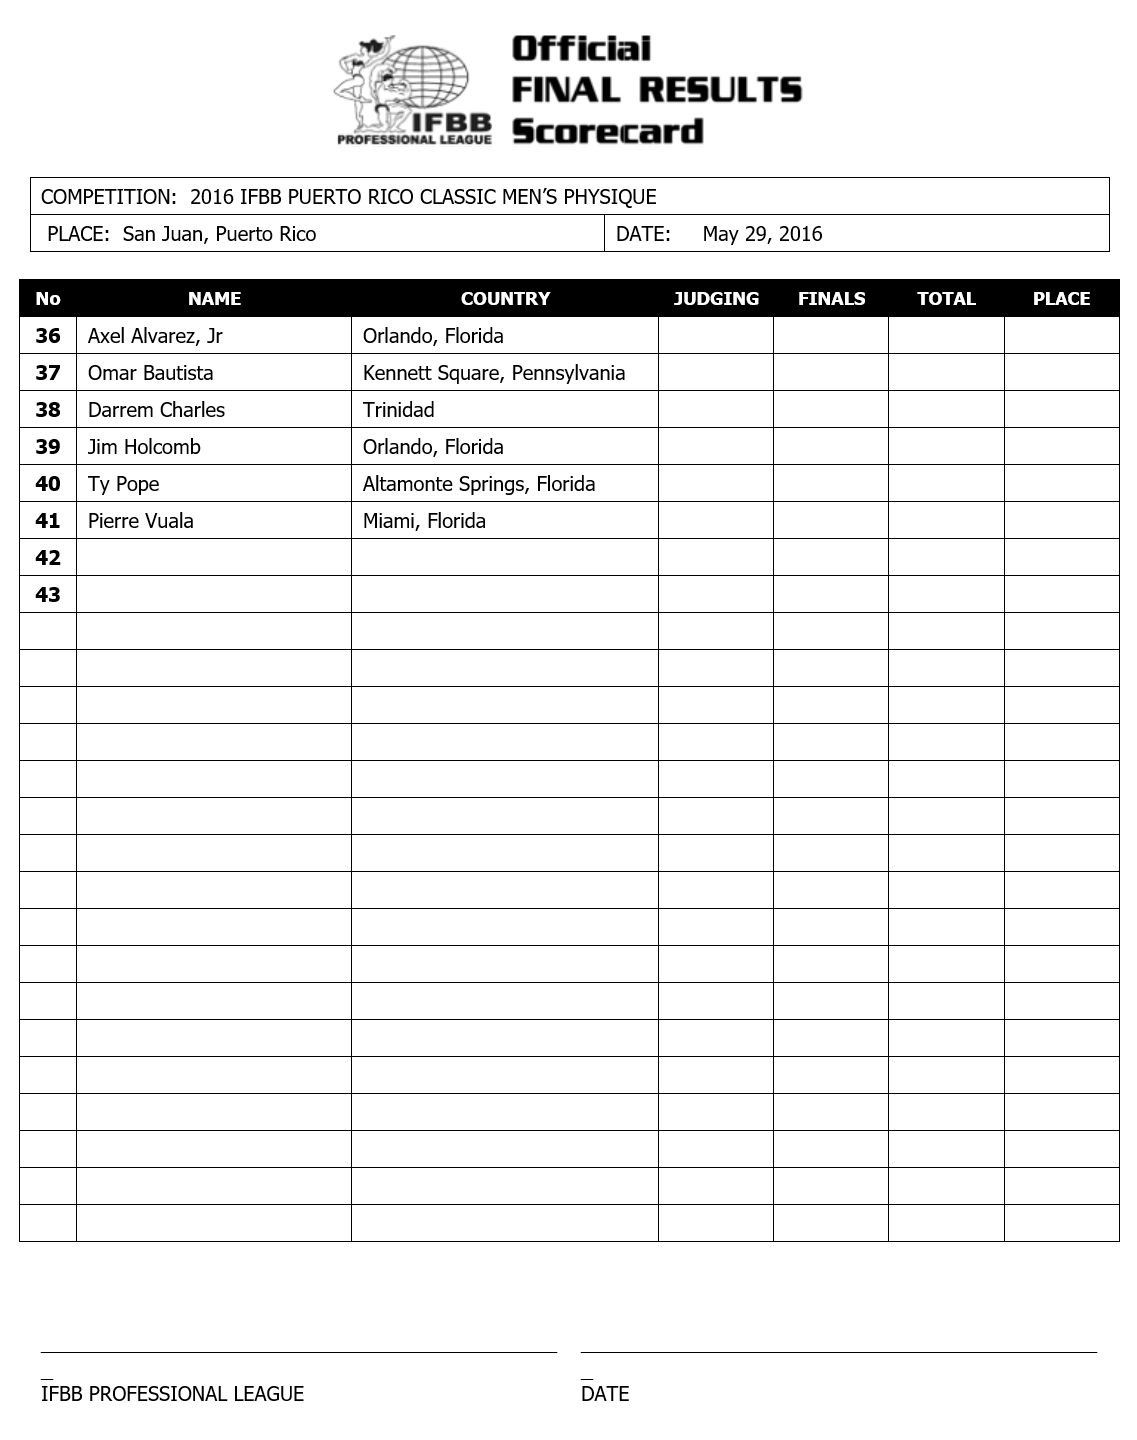 Official
FINAL RESULTS
Scorecard
IFBB
PROFESSIONAL LEAGUE
COMPETITION: 2016 IFBB PUERTO RICO CLASSIC MEN’S PHYSIQUE
PLACE: San Juan, Puerto Rico DATE: May 29, 2016
No NAME COUNTRY JUDGING FINALS TOTAL PLACE
36 Axel Alvarez, Jr Orlando, Florida
37 Omar Bautista Kennett Square, Pennsylvania
38 Darrem Charles Trinidad
39 Jim Holcomb Orlando, Florida
40 Ty Pope Altamonte Springs, Florida
41 Pierre Vuala Miami, Florida
42
43
IFBB PROFESSIONAL LEAGUE DATE